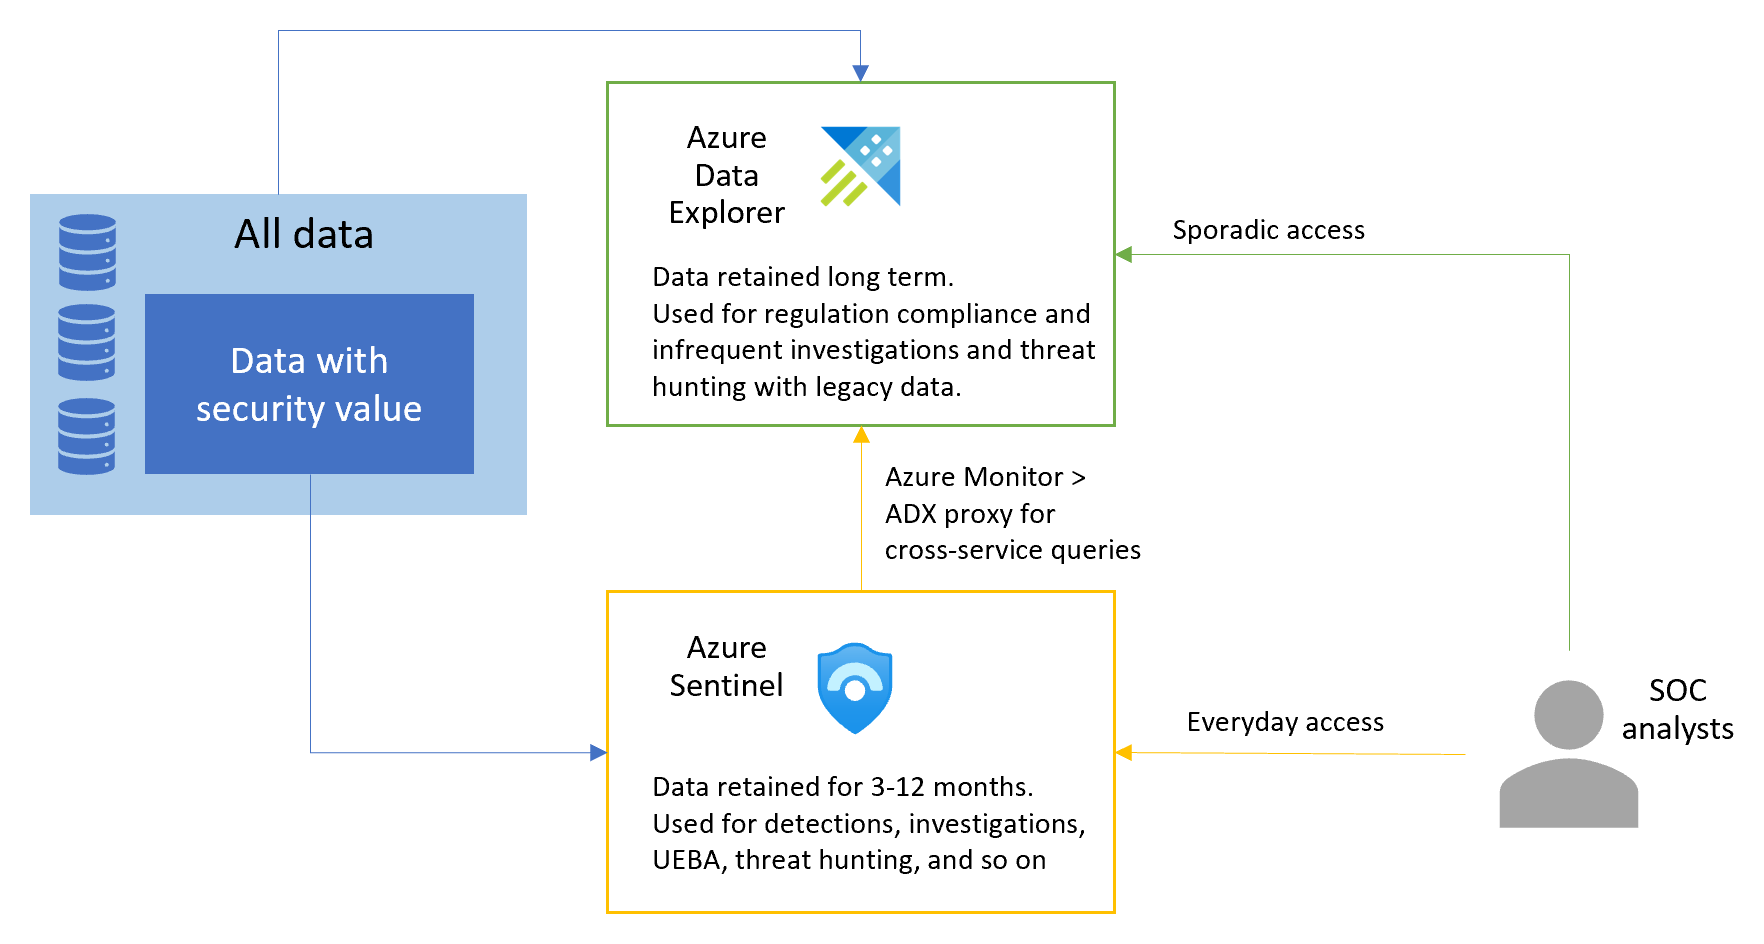 All data
Data with
security value
Azure
Data
Explorer
Data retained long term.
Used for regulation compliance and
infrequent investigations and threat
hunting with legacy data.
Sporadic access
Azure Monitor >
ADX proxy for
cross-service queries
Azure
Sentinel
Data retained for 3-12 months.
Used for detections, investigations,
UEBA, threat hunting, and so on
Everyday access
SOC
analysts